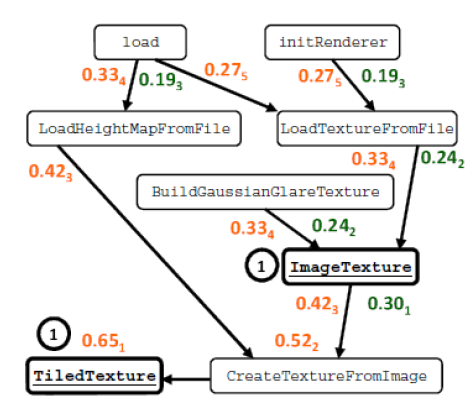 load
initRenderer
0.33₄ 0.19₃ 0.27₅ 0.27₅ 0.19₃
LoadHeightMapFromFile
LoadTextureFromFile
0.42₃ 0.33₄ 0.24₂
BuildGaussianGlareTexture
0.33₄ 0.24₂
1 ImageTexture
0.42₃ 0.30₁
1 0.65₁ 0.52₂
TiledTexture
CreateTextureFromImage